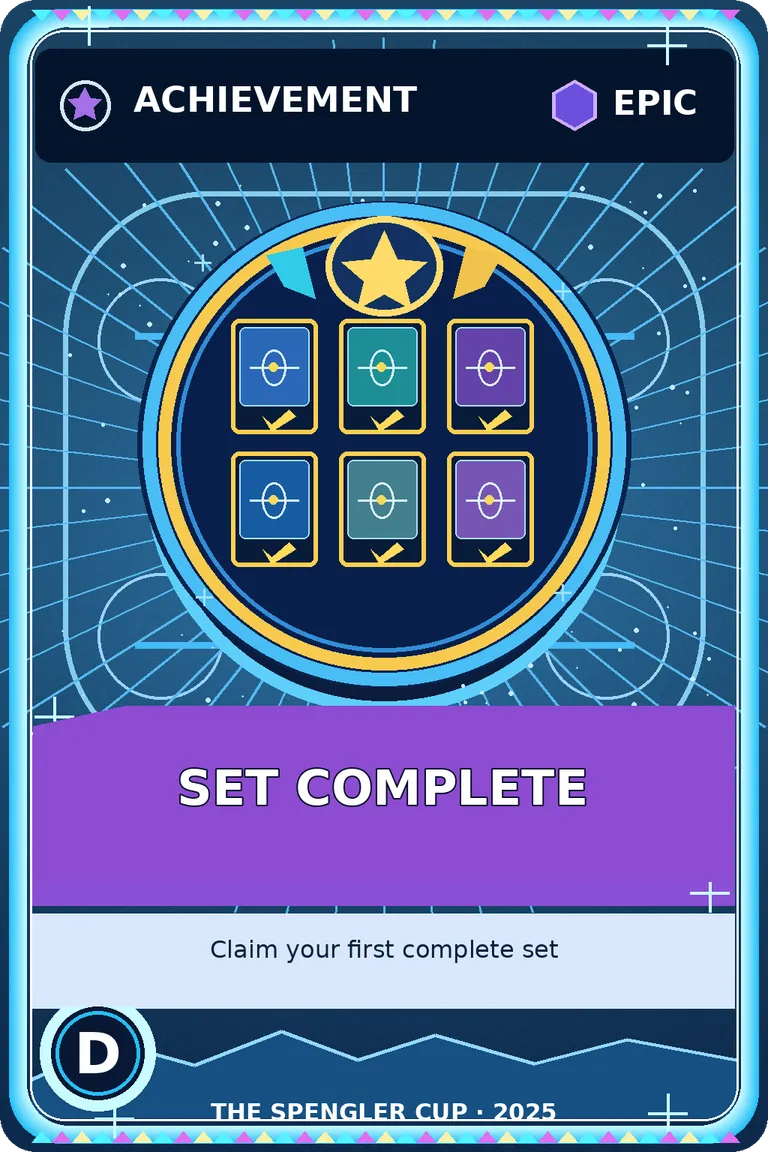 ACHIEVEMENT
EPIC
SET COMPLETE
Claim your first complete set
D
THE SPENGLER CUP · 2025